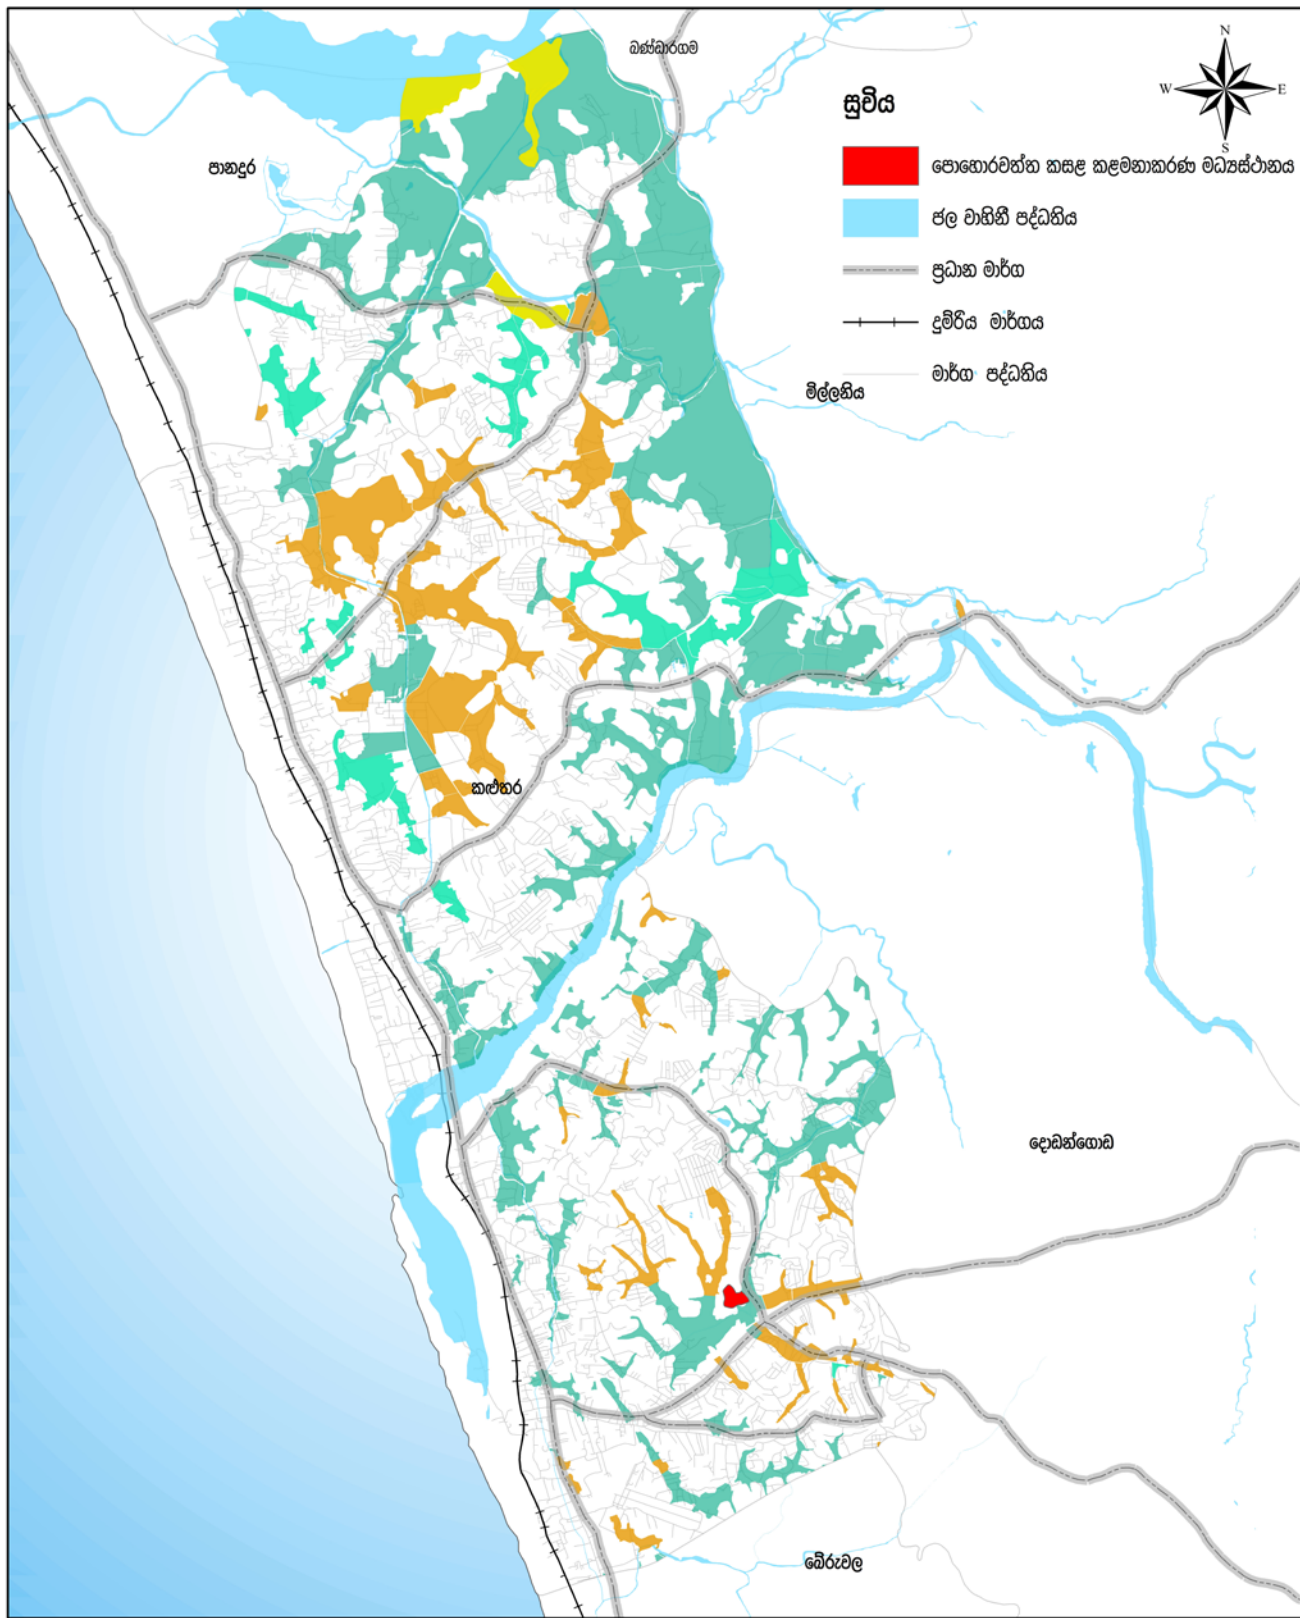 බණ්ඩාරගම
N
W E
S
සූචිය
පොහොරවත්ත කසළ කළමනාකරණ මධ්‍යස්ථානය
පානදුර
ජල වාහිනී පද්ධතිය
ප්‍රධාන මාර්ග
දුම්රිය මාර්ගය
මාර්ග පද්ධතිය
මිල්ලනිය
කළුතර
දොඩන්ගොඩ
බේරුවල